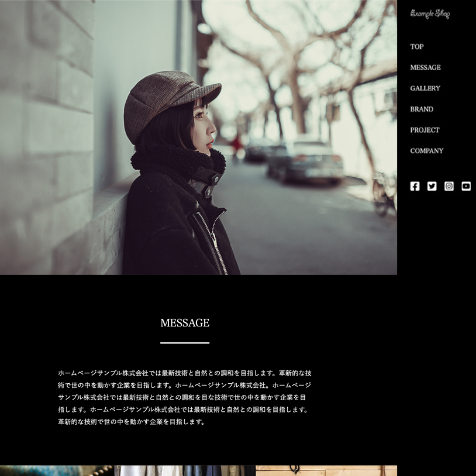 Example Shop
TOP
MESSAGE
GALLERY
BRAND
PROJECT
COMPANY
MESSAGE
ホームページサンプル株式会社では最新技術と自然との調和を目指します。革新的な技
術で世の中を動かす企業を目指します。ホームページサンプル株式会社。ホームページ
サンプル株式会社では最新技術と自然との調和を目な技術で世の中を動かす企業を目
指します。ホームページサンプル株式会社では最新技術と自然との調和を目指します。
革新的な技術で世の中を動かす企業を目指します。